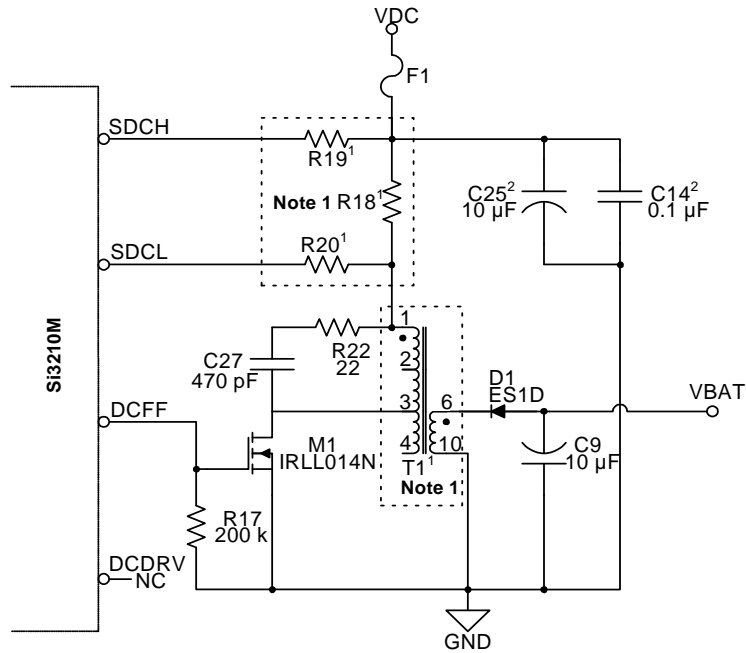 VDC
F1
SDCH
R19¹
Note 1 R18¹
C25²
10 µF
C14²
0.1 µF
R20¹
SDCL
Si3210M
1
2
3
4
6
10
R22
22
C27
470 pF
D1
ES1D
VBAT
DCFF
M1
IRLL014N
T1¹
Note 1
C9
10 µF
R17
200 k
DCDRV
NC
GND